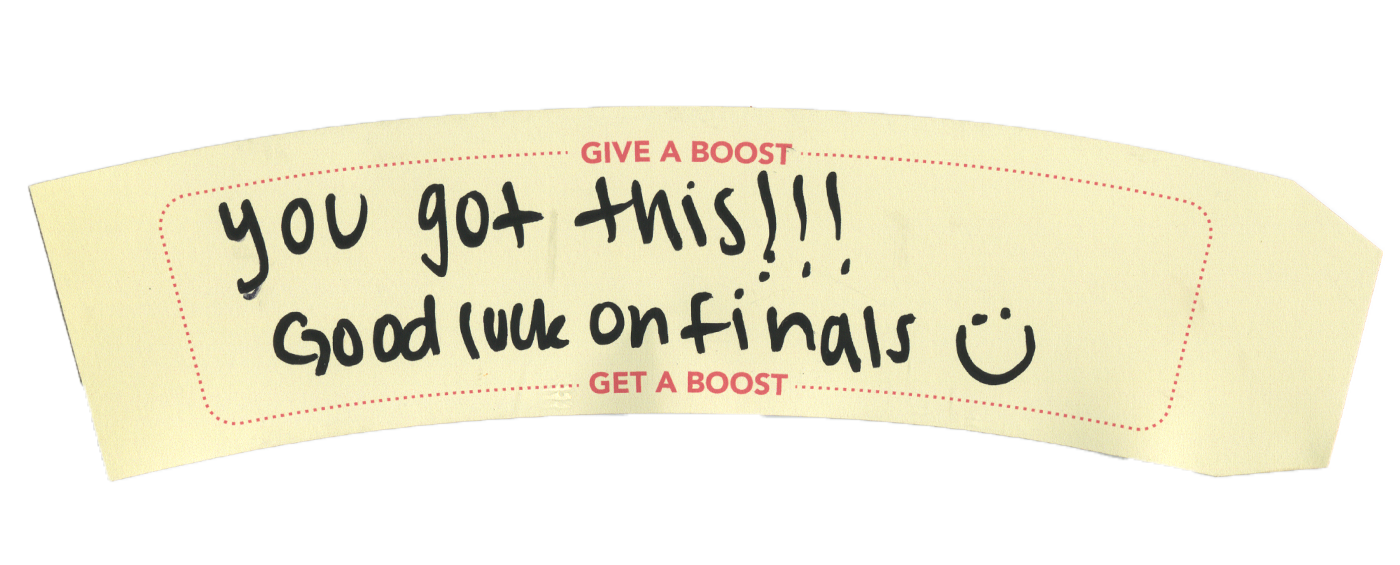 GIVE A BOOST
you got this!!!
Good luck on finals
GET A BOOST